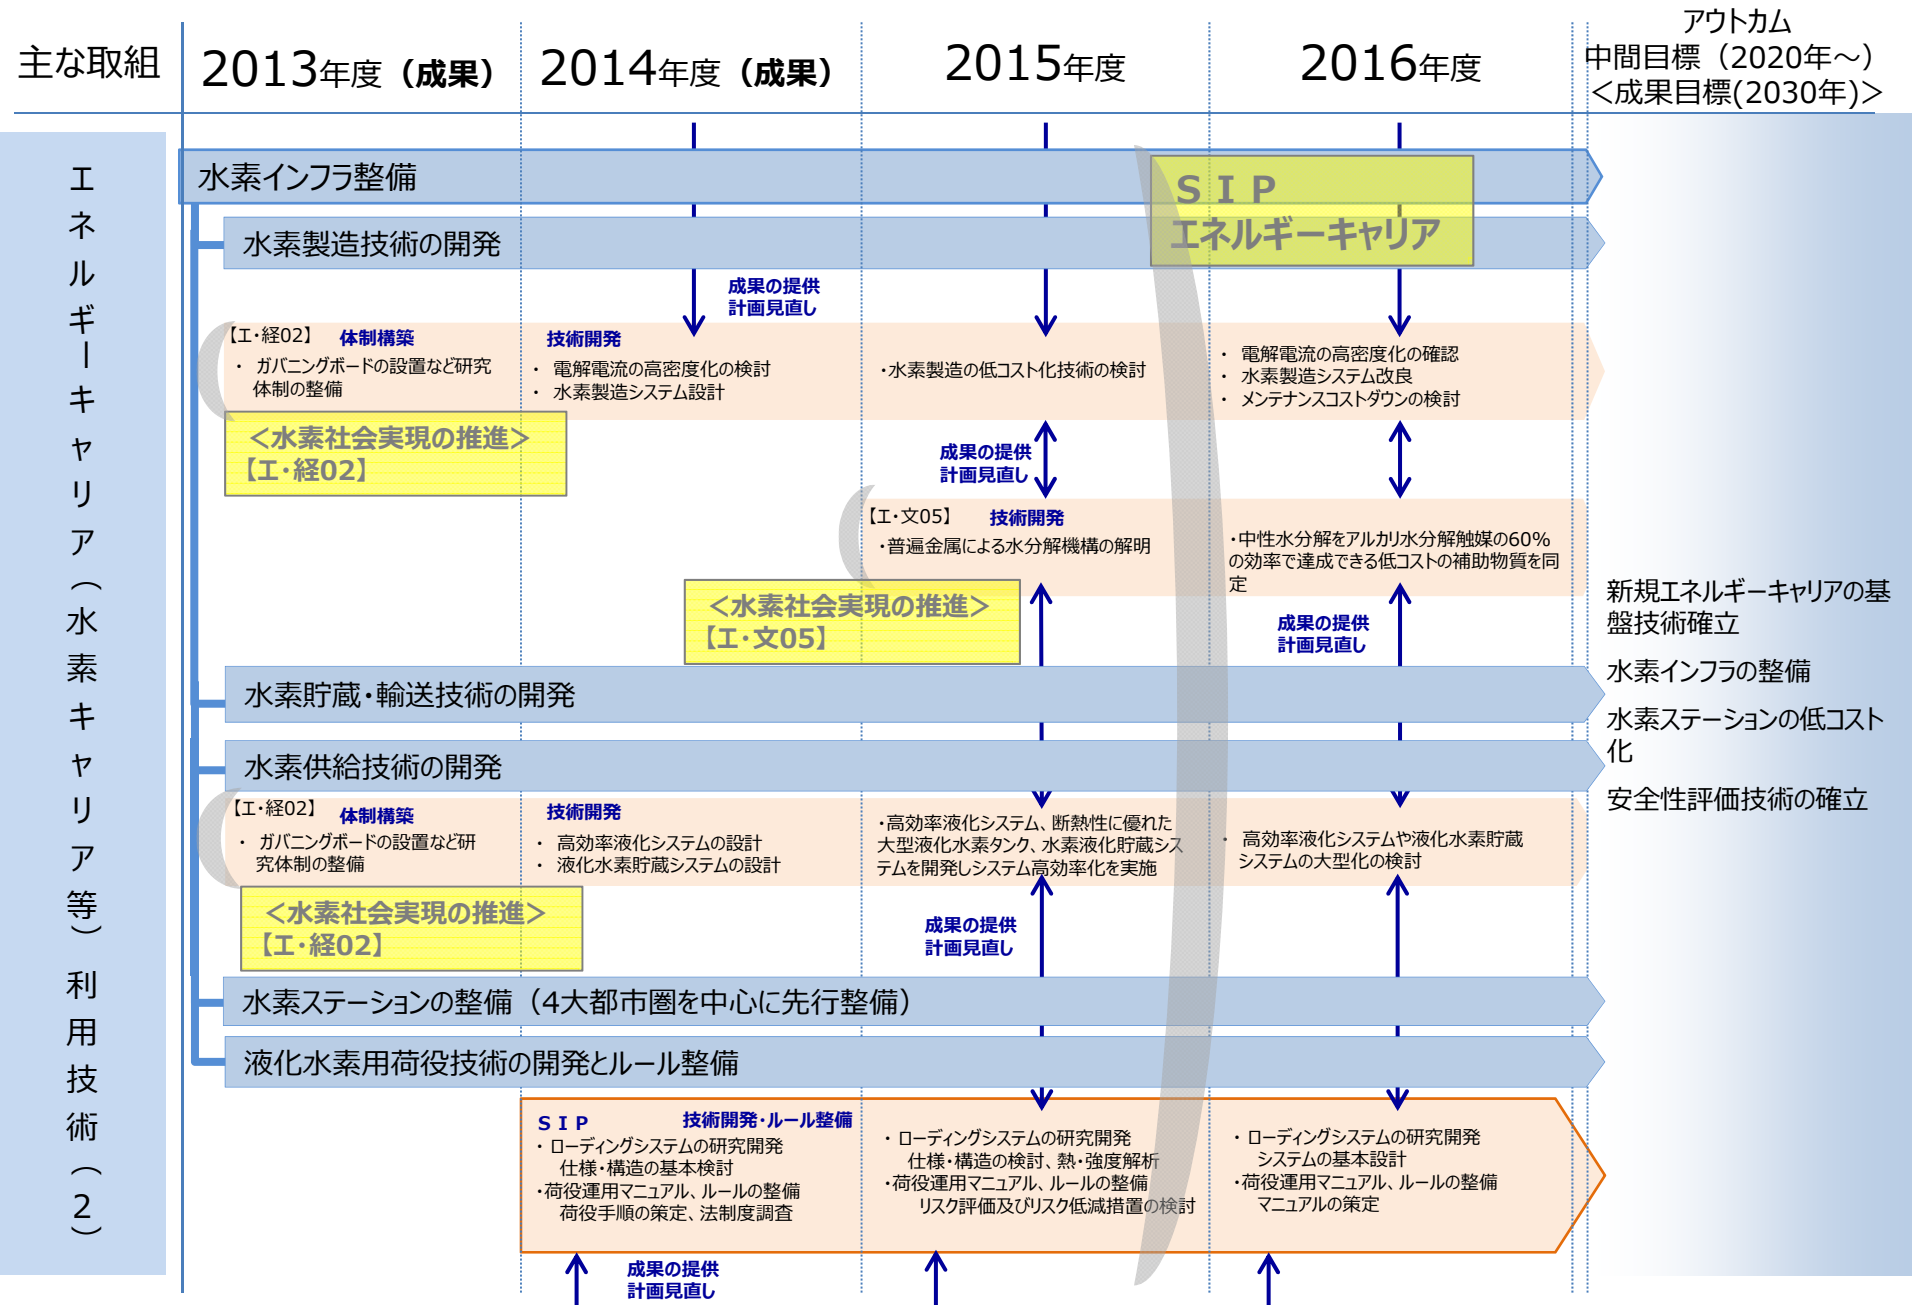 主な取組
2013年度（成果）
2014年度（成果）
2015年度
2016年度
アウトカム
中間目標（2020年～）
＜成果目標(2030年)＞
エネルギーキャリア（水素キャリア等）利用技術（2）
水素インフラ整備
ＳＩＰ
エネルギーキャリア
水素製造技術の開発
成果の提供
計画見直し
【エ・経02】
体制構築
・ ガバニングボードの設置など研究
体制の整備
技術開発
・ 電解電流の高密度化の検討
・ 水素製造システム設計
・水素製造の低コスト化技術の検討
・ 電解電流の高密度化の確認
・ 水素製造システム改良
・ メンテナンスコストダウンの検討
＜水素社会実現の推進＞
【エ・経02】
成果の提供
計画見直し
【エ・文05】
技術開発
・普遍金属による水分解機構の解明
・中性水分解をアルカリ水分解触媒の60%
の効率で達成できる低コストの補助物質を同
定
＜水素社会実現の推進＞
【エ・文05】
成果の提供
計画見直し
水素貯蔵・輸送技術の開発
水素供給技術の開発
【エ・経02】
体制構築
・ ガバニングボードの設置など研
究体制の整備
技術開発
・ 高効率液化システムの設計
・ 液化水素貯蔵システムの設計
・高効率液化システム、断熱性に優れた
大型液化水素タンク、水素液化貯蔵シス
テムを開発しシステム高効率化を実施
・ 高効率液化システムや液化水素貯蔵
システムの大型化の検討
＜水素社会実現の推進＞
【エ・経02】
成果の提供
計画見直し
水素ステーションの整備（4大都市圏を中心に先行整備）
液化水素用荷役技術の開発とルール整備
ＳＩＰ
技術開発・ルール整備
・ ローディングシステムの研究開発
仕様・構造の基本検討
・荷役運用マニュアル、ルールの整備
荷役手順の策定、法制度調査
・ ローディングシステムの研究開発
仕様・構造の検討、熱・強度解析
・荷役運用マニュアル、ルールの整備
リスク評価及びリスク低減措置の検討
・ ローディングシステムの研究開発
システムの基本設計
・荷役運用マニュアル、ルールの整備
マニュアルの策定
成果の提供
計画見直し
新規エネルギーキャリアの基
盤技術確立
水素インフラの整備
水素ステーションの低コスト
化
安全性評価技術の確立